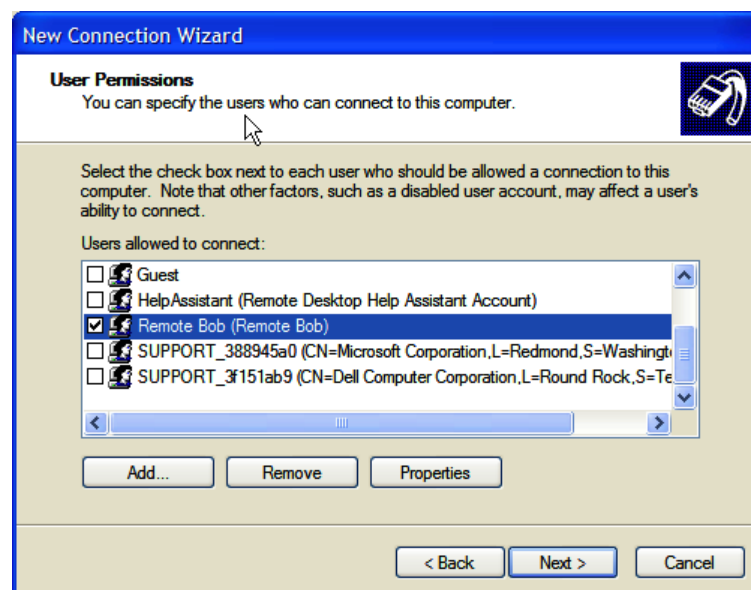 New Connection Wizard
User Permissions
You can specify the users who can connect to this computer.
Select the check box next to each user who should be allowed a connection to this
computer. Note that other factors, such as a disabled user account, may affect a user's
ability to connect.
Users allowed to connect:
Guest
HelpAssistant (Remote Desktop Help Assistant Account)
Remote Bob (Remote Bob)
SUPPORT_388945a0 (CN=Microsoft Corporation,L=Redmond,S=Washingt
SUPPORT_3f151ab9 (CN=Dell Computer Corporation,L=Round Rock,S=Te
Add... Remove Properties
< Back Next > Cancel